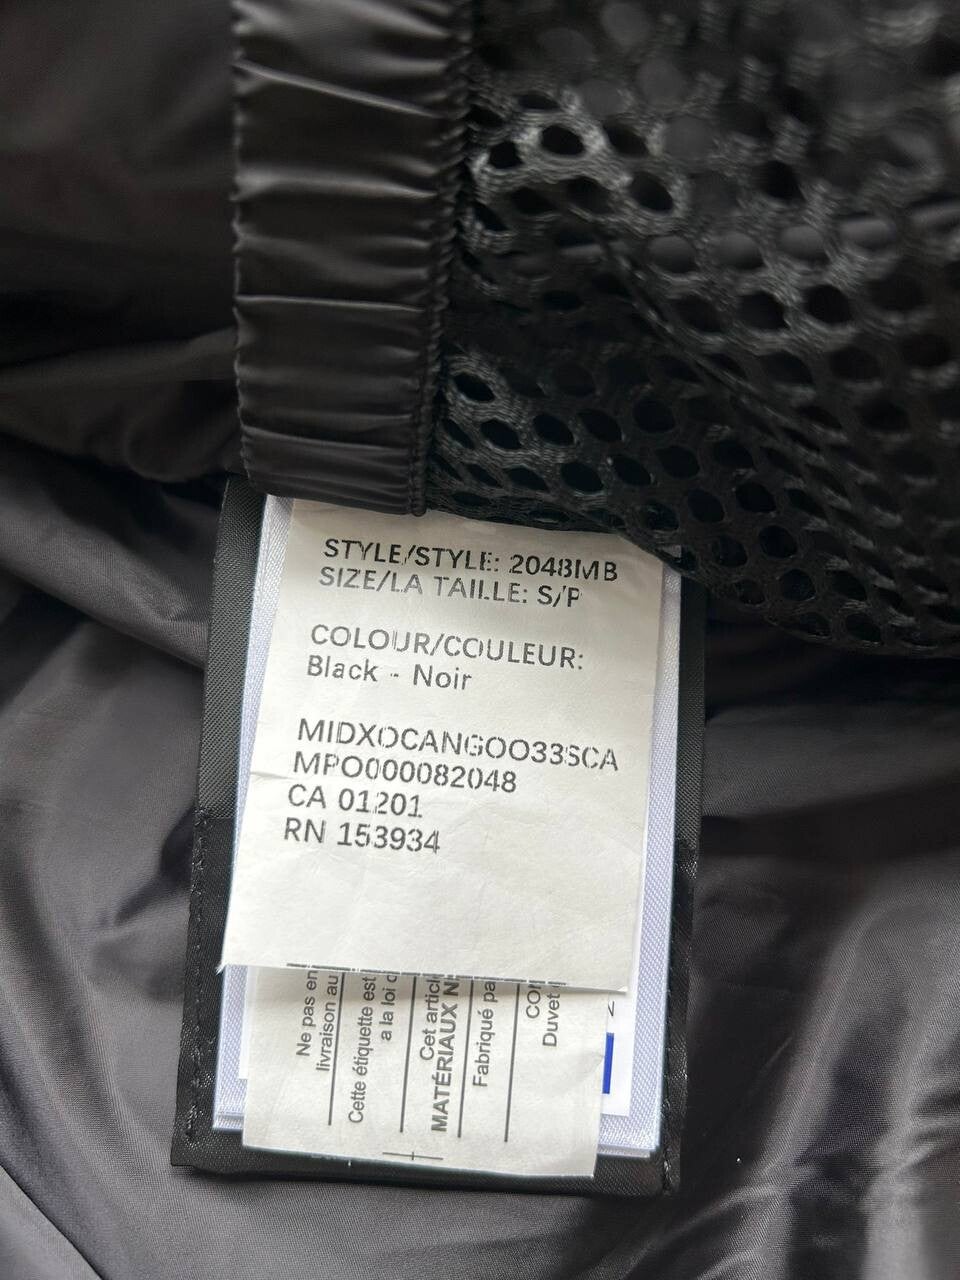 STYLE/STYLE: 2048MB
SIZE/LA TAILLE: S/P
COLOUR/COULEUR:
Black - Noir
MIDXOCANGOO33SCA
MPO000082048
CA 01201
RN 153934
Ne pas en
livraison au
Cette étiquette est
a la loi
Cet articl
MATÉRIAUX N
Fabriqué pa
CO
Duvet